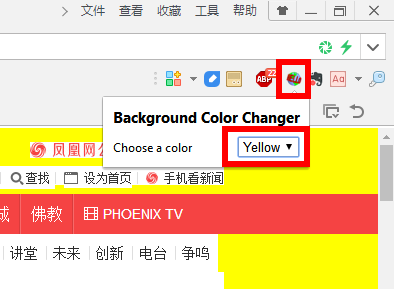 文件 查看 收藏 工具 帮助
ABP 22 Aa
Background Color Changer
Choose a color Yellow
凤凰网
查找 设为首页 手机看新闻
佛教 PHOENIX TV
讲堂 未来 创新 电台 争鸣